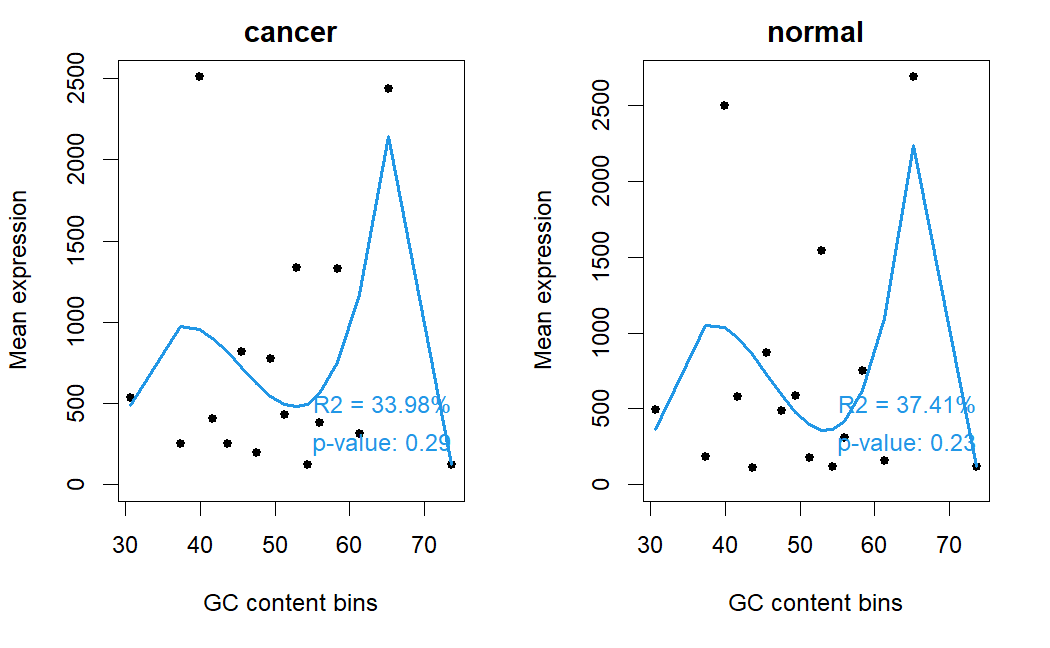 cancer
Mean expression
2500
2000
1500
1000
500
0
R2 = 33.98%
p-value: 0.29
30 40 50 60 70
GC content bins
normal
Mean expression
2500
2000
1500
1000
500
0
R2 = 37.41%
p-value: 0.23
30 40 50 60 70
GC content bins